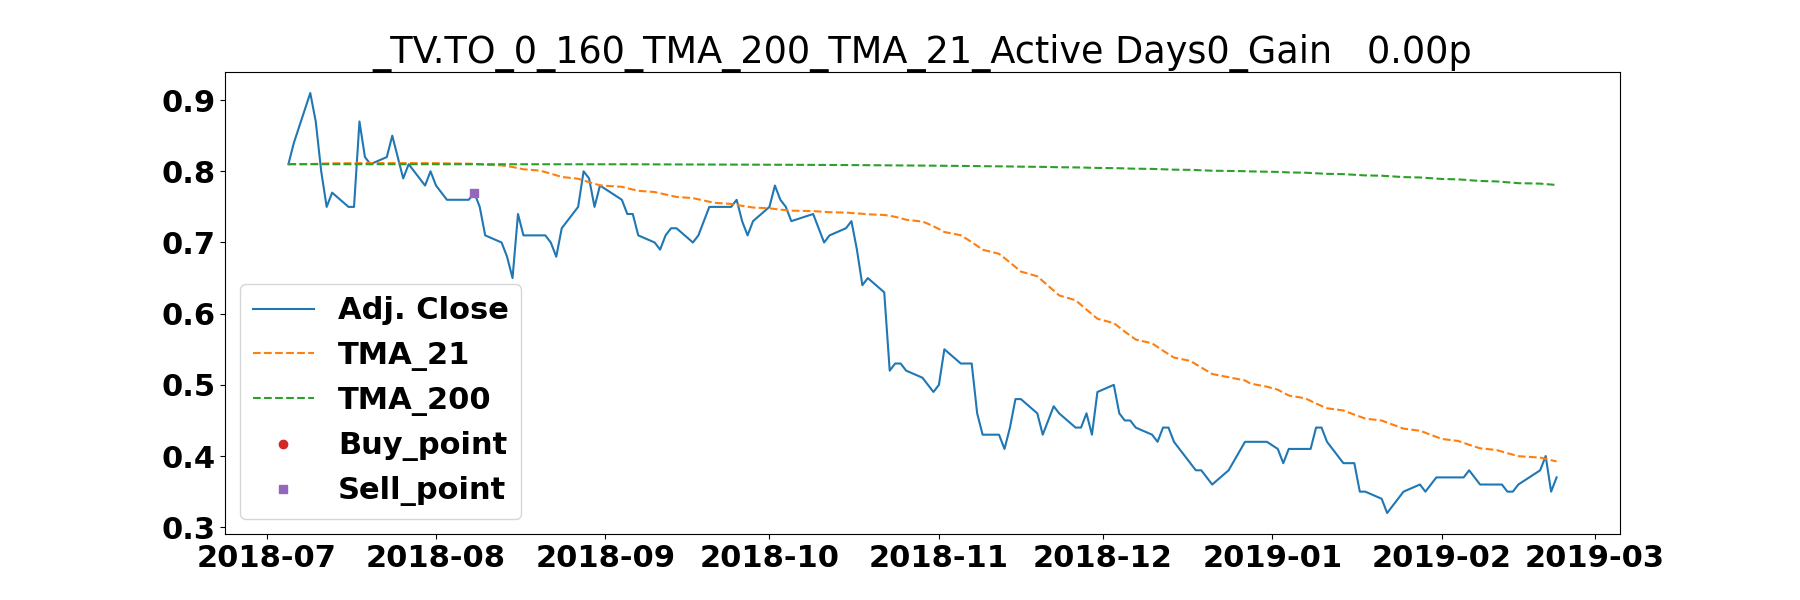 _TV.TO_0_160_TMA_200_TMA_21_Active Days0_Gain   0.00p
0.9
0.8
0.7
0.6
0.5
0.4
0.3
Adj. Close
TMA_21
TMA_200
Buy_point
Sell_point
2018-07 2018-08 2018-09 2018-10 2018-11 2018-12 2019-01 2019-02 2019-03